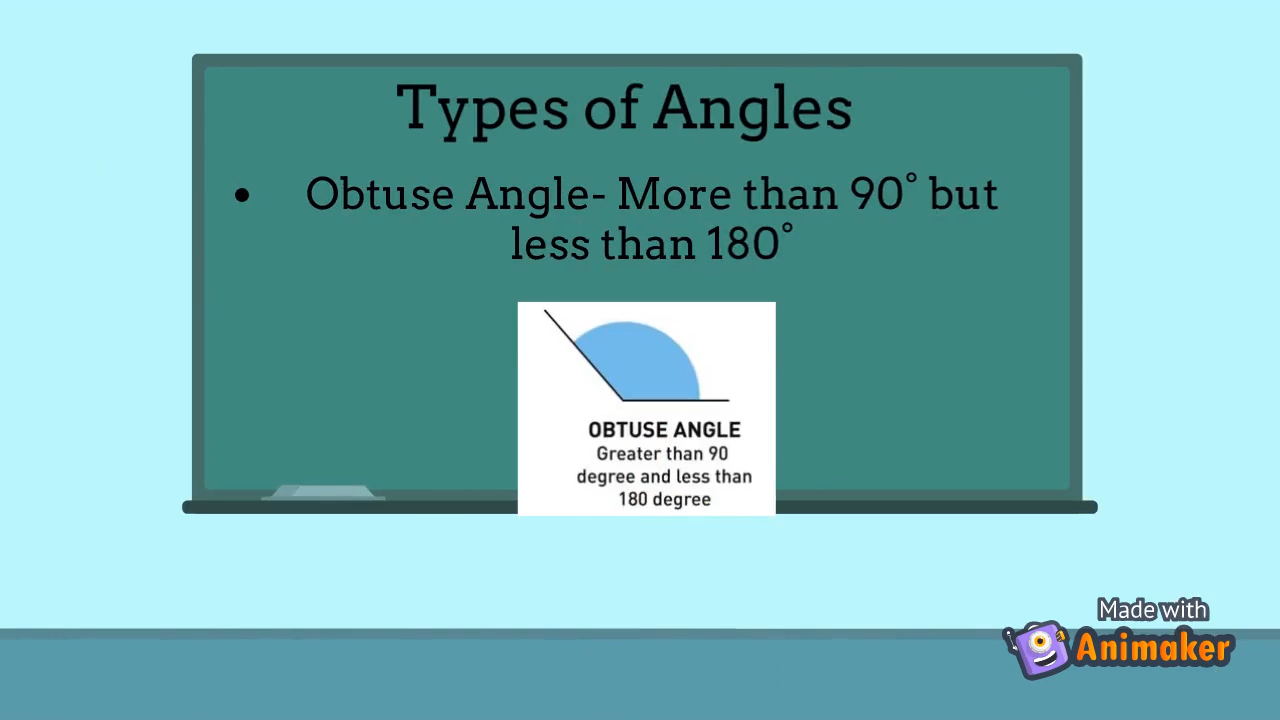 Types of Angles
• Obtuse Angle- More than 90° but
less than 180°
OBTUSE ANGLE
Greater than 90
degree and less than
180 degree
Made with
Animaker